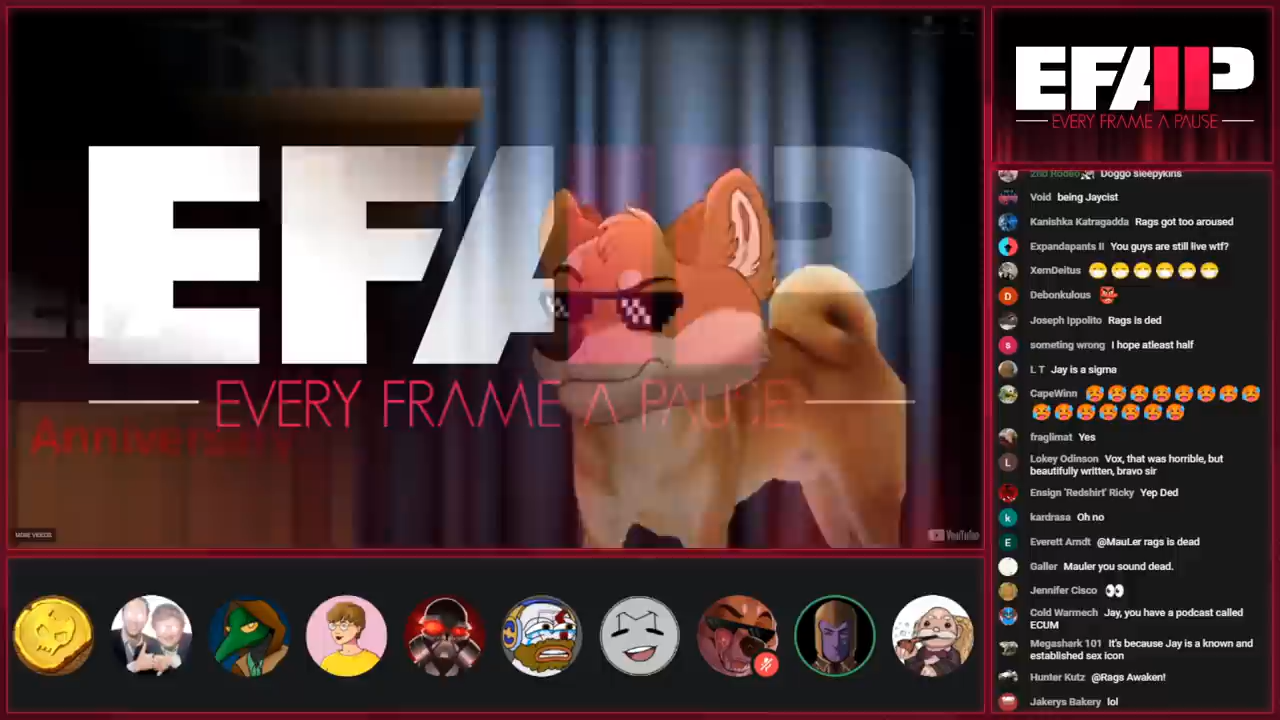 EFAP
EVERY FRAME A PAUSE
Anniversary
MORE VIDEOS
YouTube
EFAP
EVERY FRAME A PAUSE
2nd Rodeo Doggo sleepykins
Void being Jaycist
Kanishka Katragadda Rags got too aroused
Expandapants II You guys are still live wtf?
XemDeitus 😷😷😷😷😷😷
D
Debonkulous 👺
Joseph Ippolito Rags is ded
s
someting wrong I hope atleast half
L T Jay is a sigma
CapeWinn 🥵🥵🥵🥵🥵🥵🥵🥵
🥵🥵🥵🥵🥵🥵🥵
fraglimat Yes
L
Lokey Odinson Vox, that was horrible, but
beautifully written, bravo sir
Ensign 'Redshirt' Ricky Yep Ded
k
kardrasa Oh no
E
Everett Arndt @MauLer rags is dead
Galler Mauler you sound dead.
Jennifer Cisco 👀
Cold Warmech Jay, you have a podcast called
ECUM
Megashark 101 It's because Jay is a known and
established sex icon
Hunter Kutz @Rags Awaken!
Jakerys Bakery lol